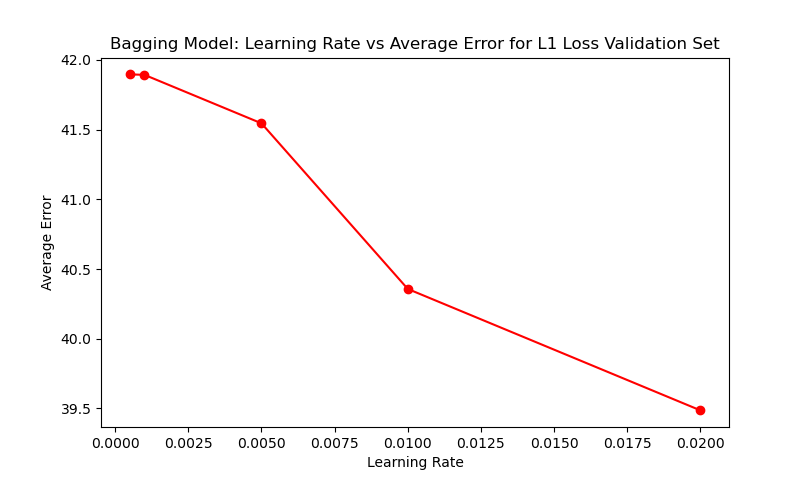 Bagging Model: Learning Rate vs Average Error for L1 Loss Validation Set
42.0
41.5
41.0
40.5
40.0
39.5
Average Error
0.0000 0.0025 0.0050 0.0075 0.0100 0.0125 0.0150 0.0175 0.0200
Learning Rate